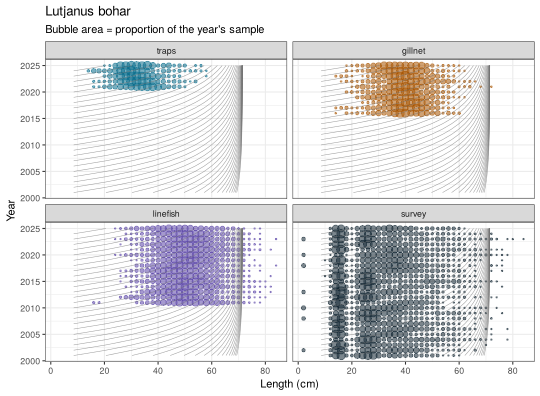 Lutjanus bohar
Bubble area = proportion of the year's sample
traps
gillnet
2025
2020
2015
2010
2005
2000
linefish
survey
2025
2020
2015
2010
2005
2000
Year
0
20
40
60
80
0
20
40
60
80
Length (cm)